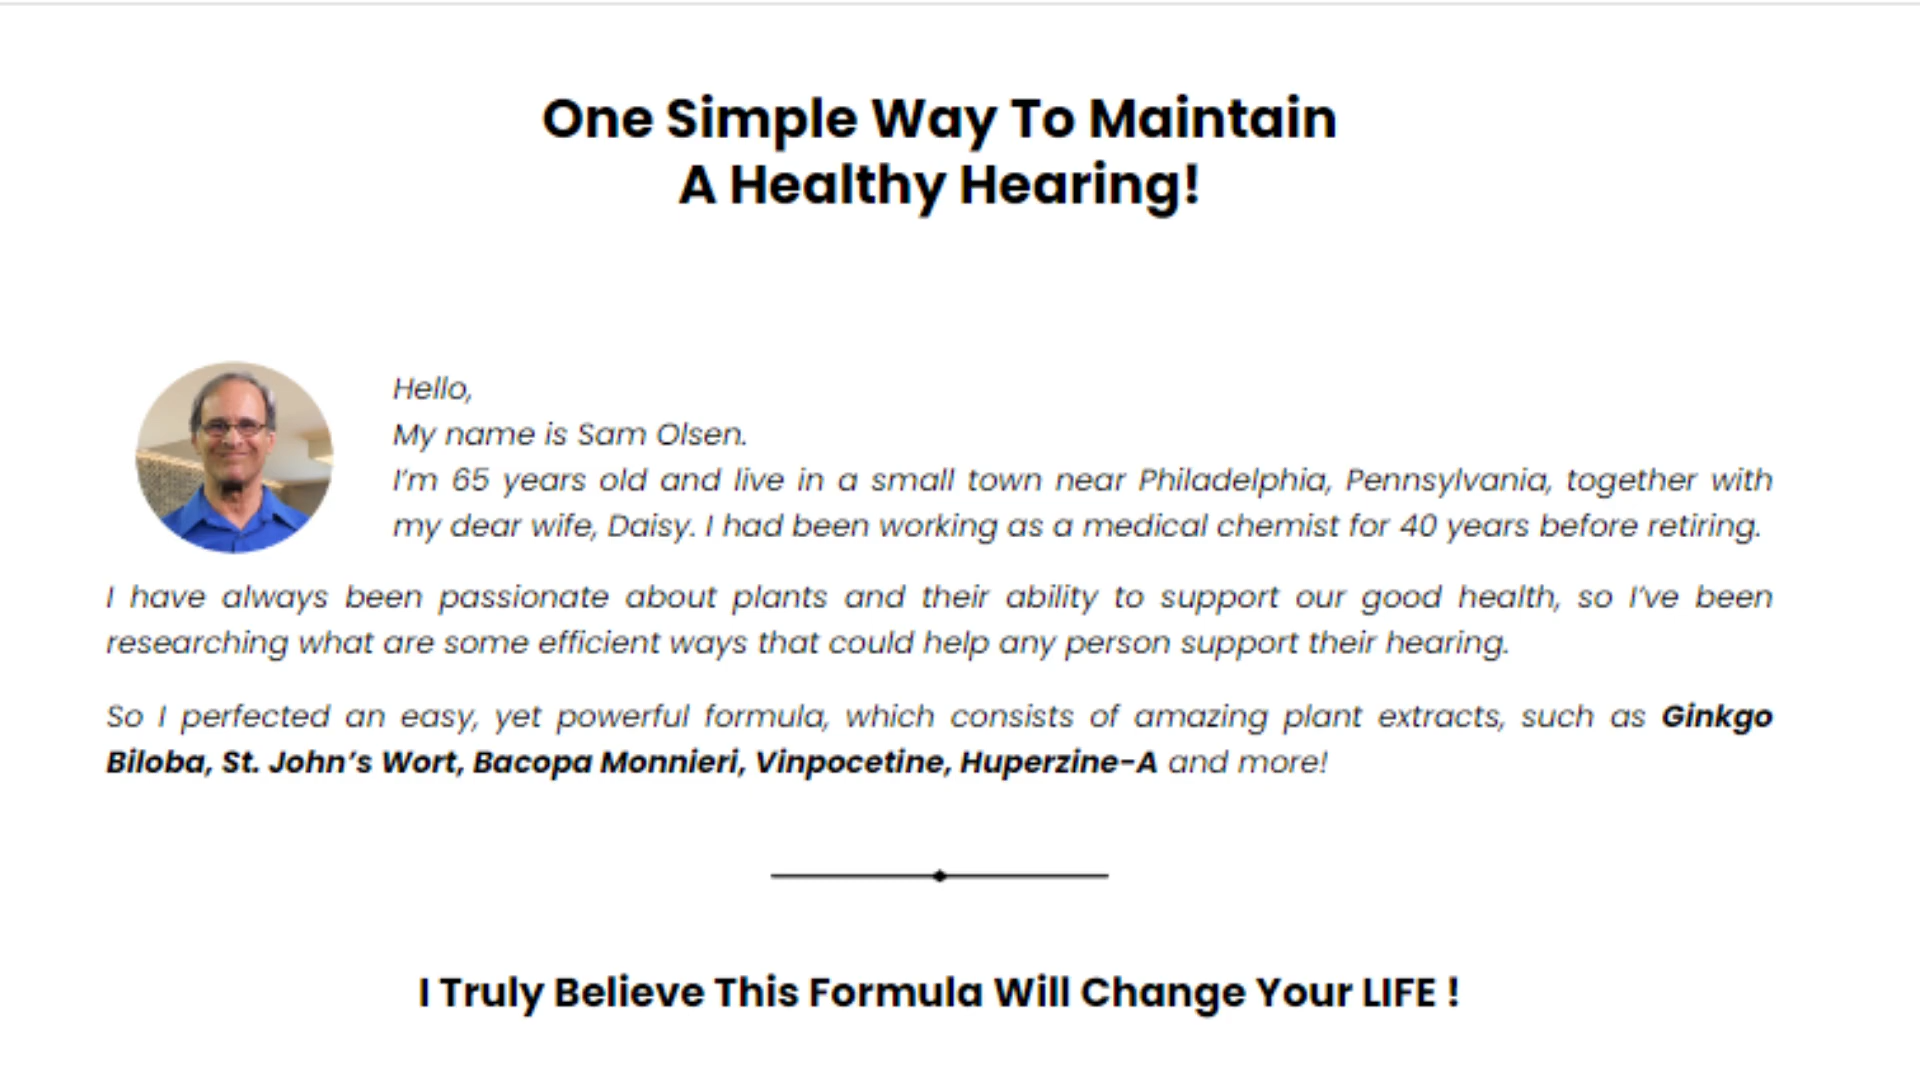 One Simple Way To Maintain
A Healthy Hearing!
Hello,
My name is Sam Olsen.
I'm 65 years old and live in a small town near Philadelphia, Pennsylvania, together with
my dear wife, Daisy. I had been working as a medical chemist for 40 years before retiring.
I have always been passionate about plants and their ability to support our good health, so I've been
researching what are some efficient ways that could help any person support their hearing.
So I perfected an easy, yet powerful formula, which consists of amazing plant extracts, such as Ginkgo
Biloba, St. John's Wort, Bacopa Monnieri, Vinpocetine, Huperzine-A and more!
I Truly Believe This Formula Will Change Your LIFE !